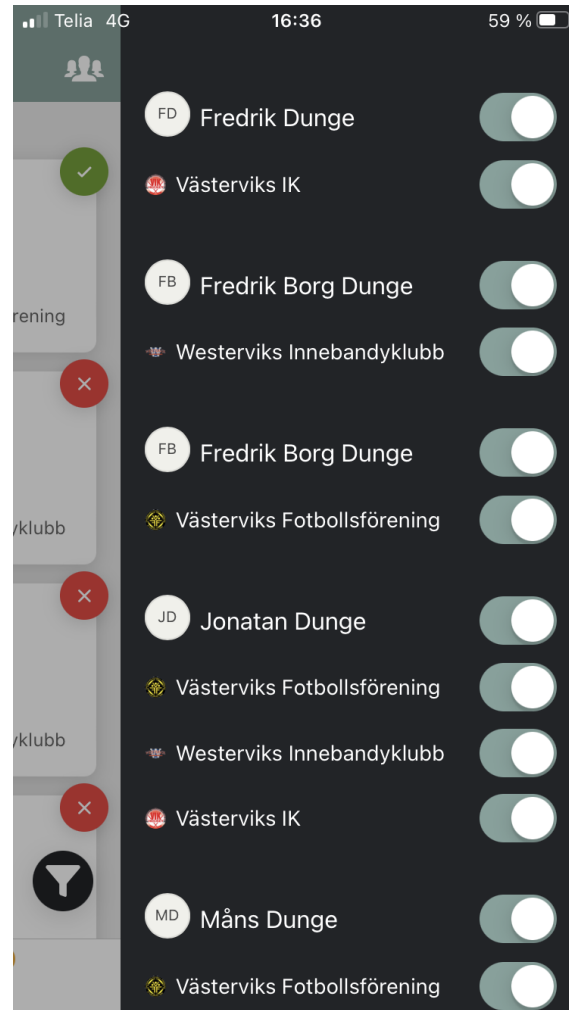 Telia 4G 16:36 59 %
FD Fredrik Dunge
Västerviks IK
FB Fredrik Borg Dunge
rening
Westerviks Innebandyklubb
FB Fredrik Borg Dunge
Västerviks Fotbollsförening
yklubb
JD Jonatan Dunge
Västerviks Fotbollsförening
yklubb
Westerviks Innebandyklubb
Västerviks IK
MD Måns Dunge
Västerviks Fotbollsförening